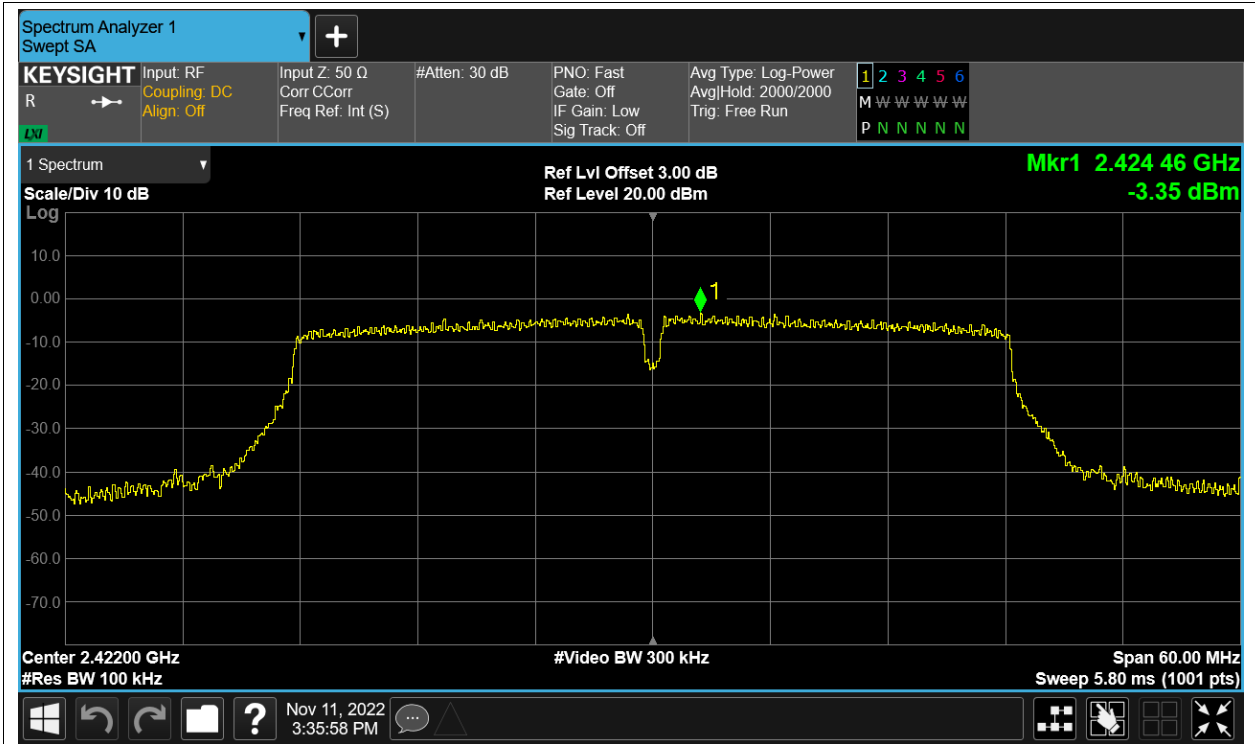 Spectrum Analyzer 1
Swept SA
+
KEYSIGHT Input: RF Input Z: 50 Ω #Atten: 30 dB PNO: Fast Avg Type: Log-Power 1 2 3 4 5 6
R Coupling: DC Corr CCorr Gate: Off Avg|Hold: 2000/2000 M W W W W W
Align: Off Freq Ref: Int (S) IF Gain: Low Trig: Free Run
LXI Sig Track: Off P N N N N N
1 Spectrum Ref Lvl Offset 3.00 dB Mkr1 2.424 46 GHz
Scale/Div 10 dB Ref Level 20.00 dBm -3.35 dBm
Log
10.0
1
0.00
-10.0
-20.0
-30.0
-40.0
-50.0
-60.0
-70.0
Center 2.42200 GHz #Video BW 300 kHz Span 60.00 MHz
#Res BW 100 kHz Sweep 5.80 ms (1001 pts)
? Nov 11, 2022
3:35:58 PM